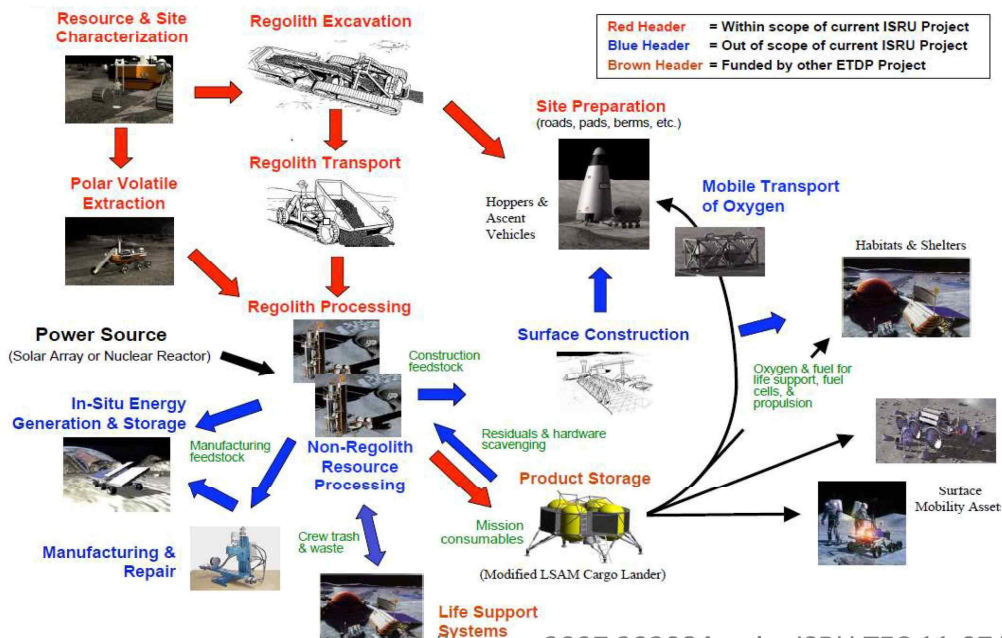 Resource & Site
Characterization
Regolith Excavation
Red Header = Within scope of current ISRU Project
Blue Header = Out of scope of current ISRU Project
Brown Header = Funded by other ETDP Project
Site Preparation
(roads, pads, berms, etc.)
Polar Volatile
Extraction
Regolith Transport
Hoppers &
Ascent
Vehicles
Mobile Transport
of Oxygen
Habitats & Shelters
Regolith Processing
Power Source
(Solar Array or Nuclear Reactor)
Construction
feedstock
Surface Construction
Oxygen & fuel for
life support, fuel
cells, &
propulsion
In-Situ Energy
Generation & Storage
Manufacturing
feedstock
Non-Regolith
Resource
Processing
Residuals & hardware
scavenging
Product Storage
Mission
consumables
(Modified LSAM Cargo Lander)
Surface
Mobility Assets
Manufacturing &
Repair
Crew trash
& waste
Life Support
Systems